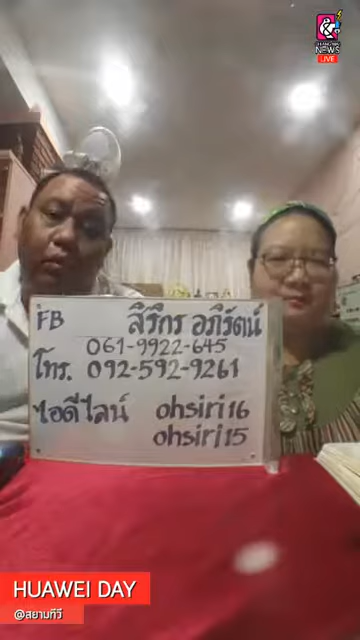 NEWS
LIVE
FB สิริกร อภิรัตน์
061-9922-645
โทร. 092-592-9261
ไอดีไลน์ ohsiri16
ohsiri15
HUAWEI DAY
@สยามทีวี